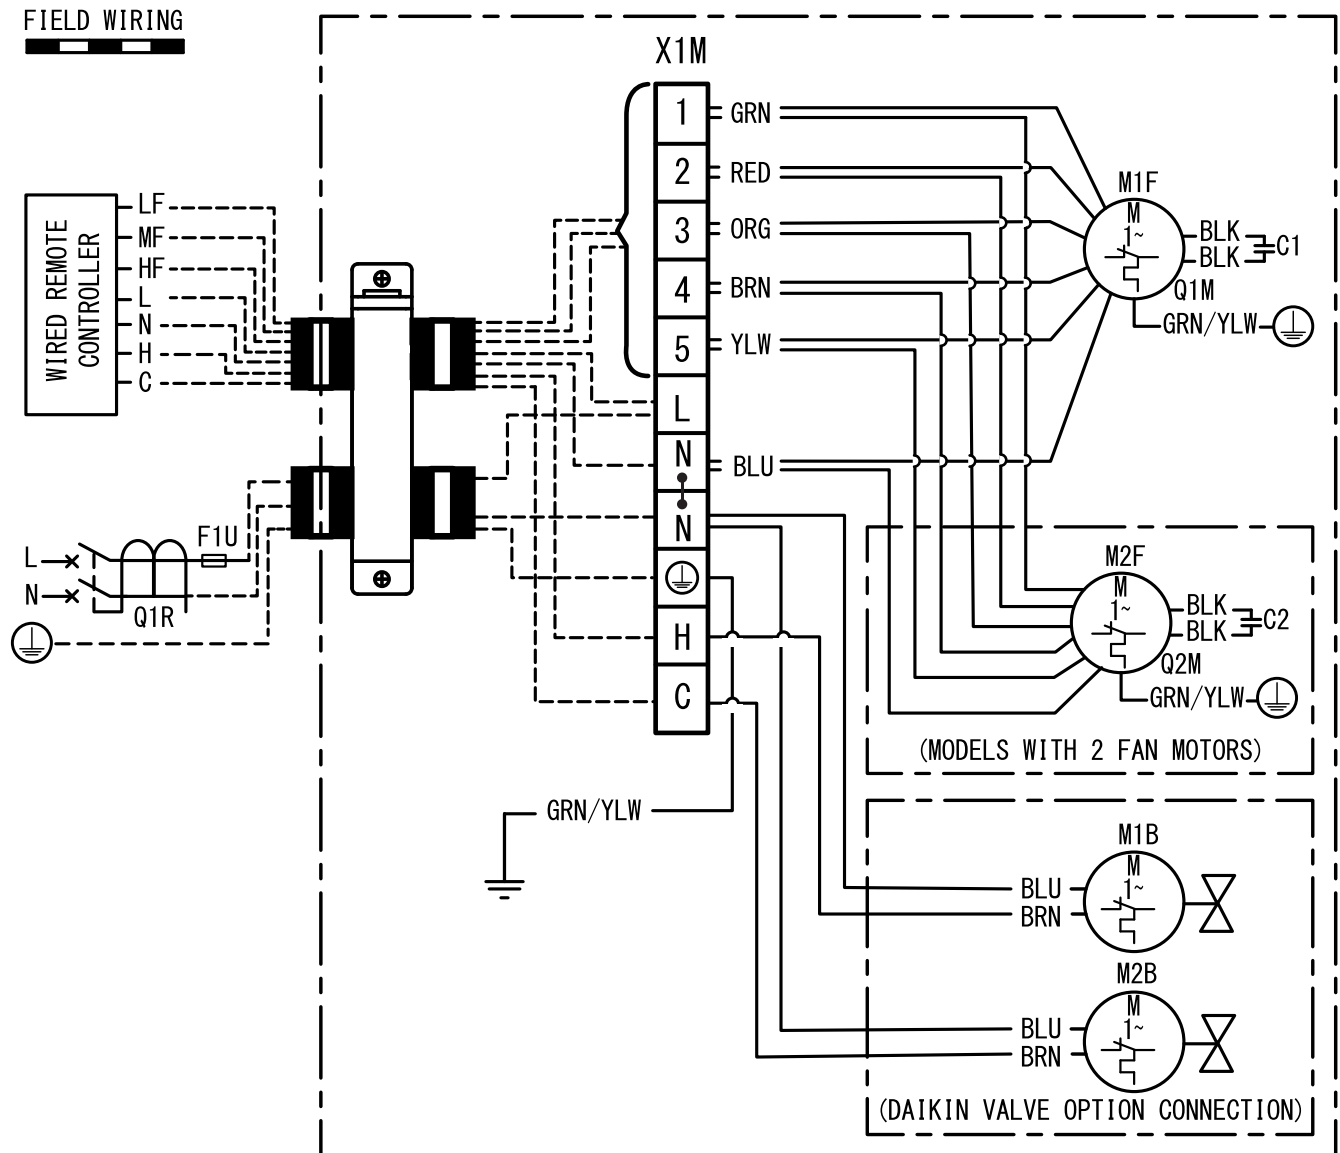 FIELD WIRING
X1M
1
GRN
2
RED
3
ORG
4
BRN
5
YLW
L
N
BLU
N
H
C
WIRED REMOTE
CONTROLLER
LF
MF
HF
L
N
H
C
M1F
M
1~
BLK
BLK
C1
Q1M
GRN/YLW
L
N
F1U
Q1R
M2F
M
1~
BLK
BLK
C2
Q2M
GRN/YLW
(MODELS WITH 2 FAN MOTORS)
GRN/YLW
M1B
M
1~
BLU
BRN
M2B
M
1~
BLU
BRN
(DAIKIN VALVE OPTION CONNECTION)